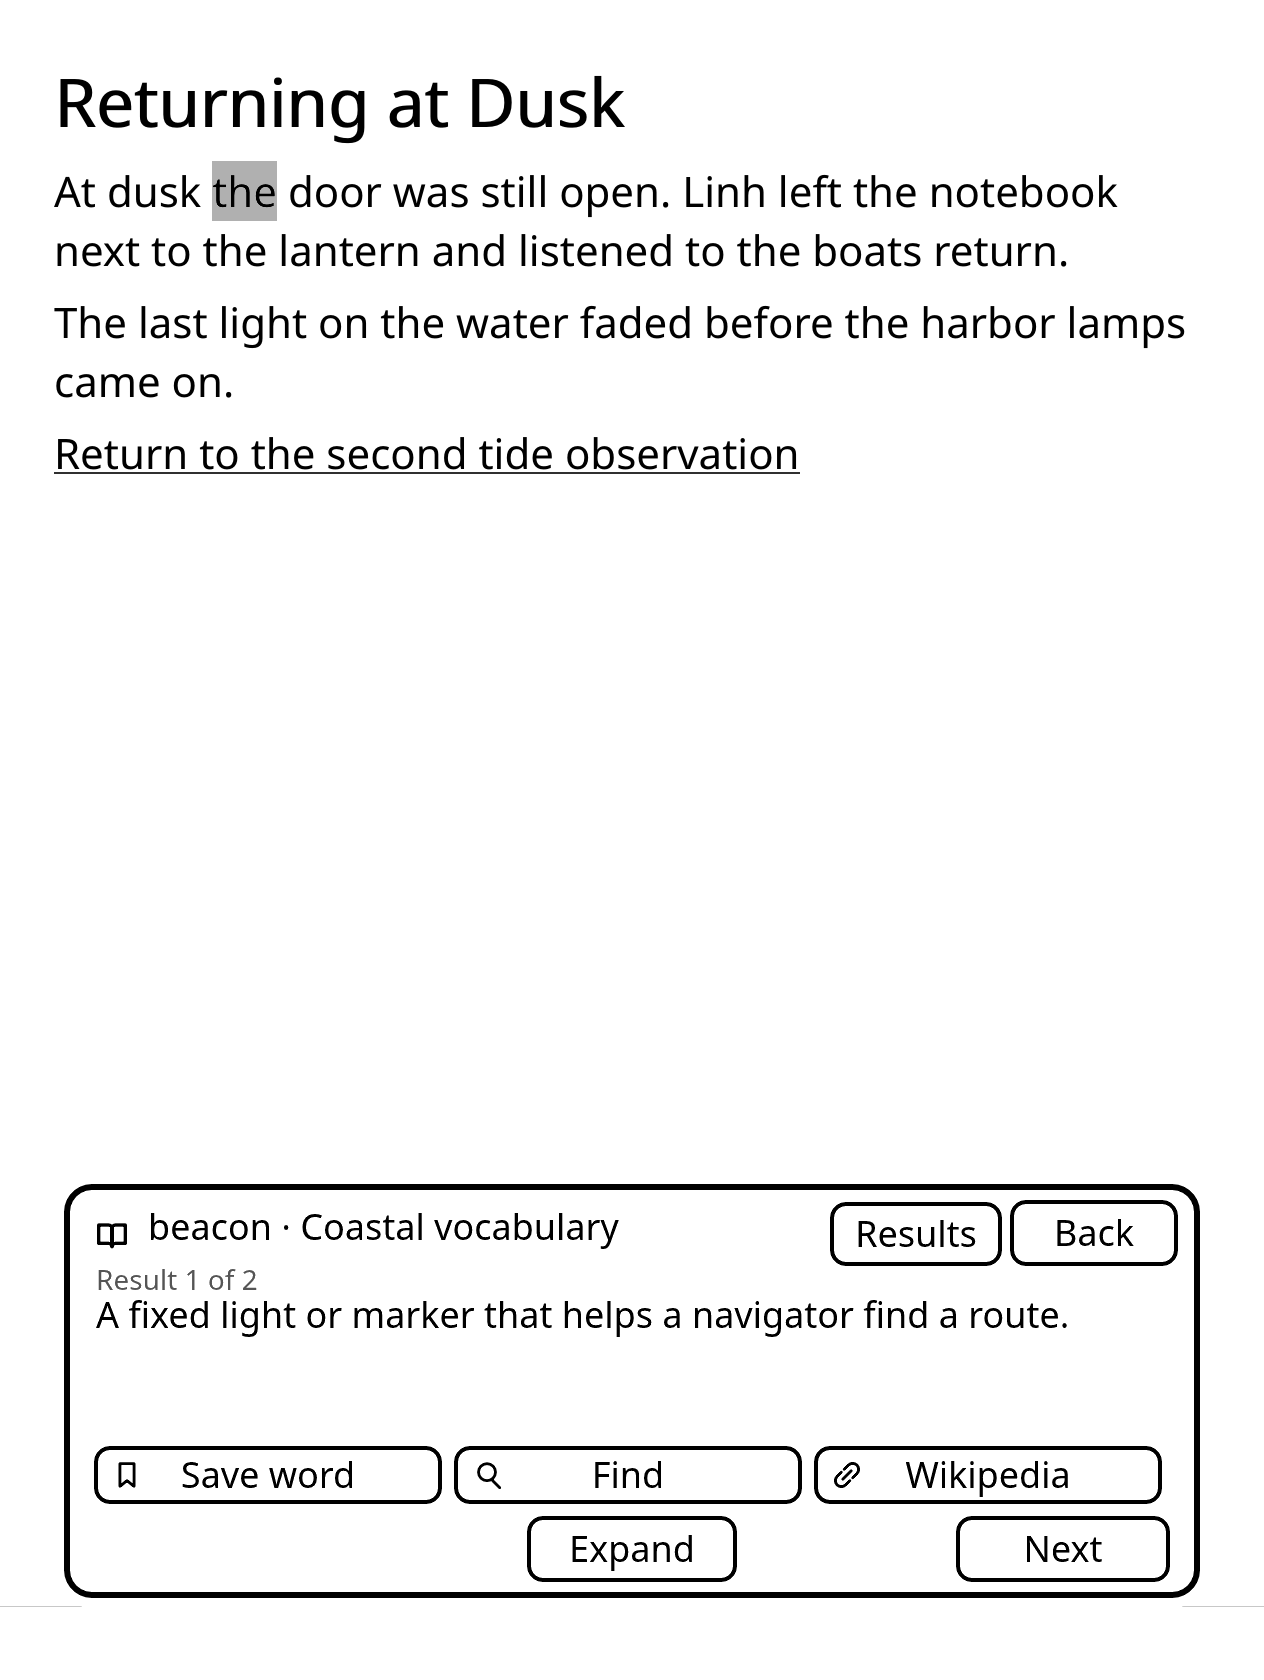 Returning at Dusk
At dusk the door was still open. Linh left the notebook
next to the lantern and listened to the boats return.
The last light on the water faded before the harbor lamps
came on.
Return to the second tide observation
beacon · Coastal vocabulary
Results
Back
Result 1 of 2
A fixed light or marker that helps a navigator find a route.
Save word
Find
Wikipedia
Expand
Next